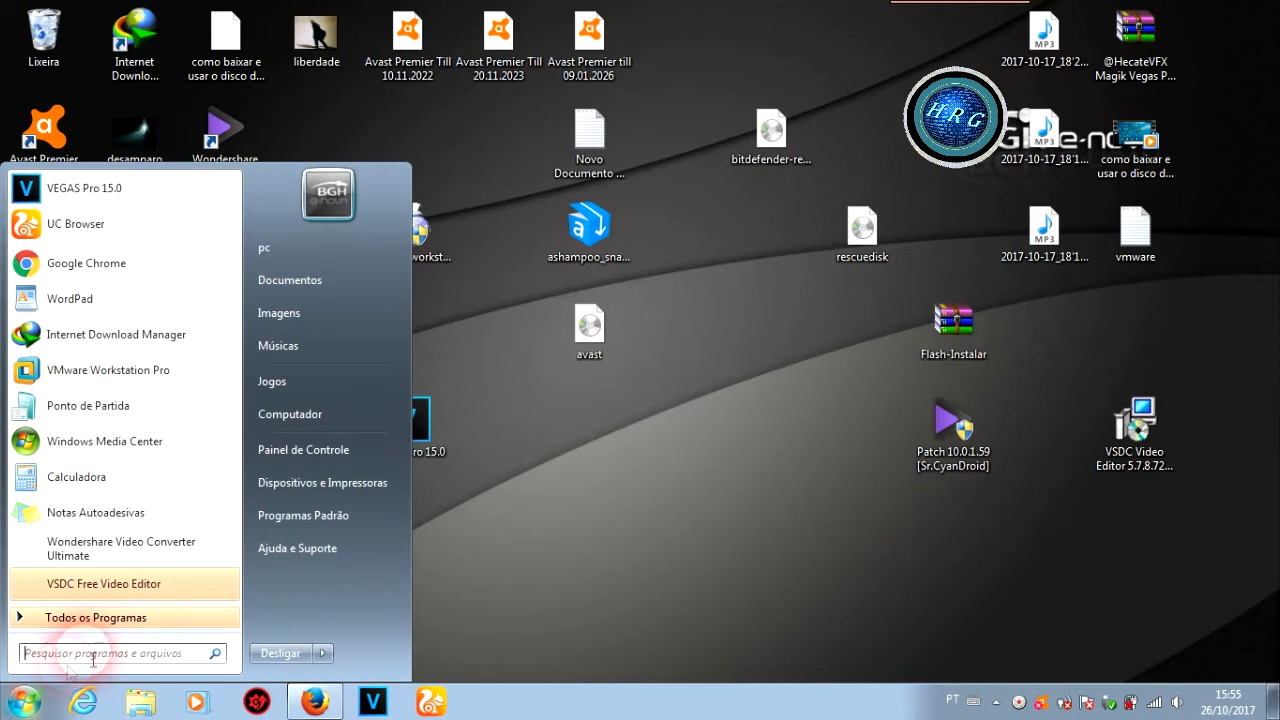 Lixeira
Internet
Downlo...
como baixar e
usar o disco d...
liberdade
Avast Premier Till
10.11.2022
Avast Premier Till
20.11.2023
Avast Premier till
09.01.2026
MP3
2017-10-17_18'2...
@HecateVFX
Magik Vegas P...
Avast Premier
desamparo
Wondershare
Novo
Documento ...
bitdefender-re...
HRG
MP3
2017-10-17_18'1...
como baixar e
usar o disco d...
VEGAS Pro 15.0
UC Browser
Google Chrome
WordPad
Internet Download Manager
VMware Workstation Pro
Ponto de Partida
Windows Media Center
Calculadora
Notas Autoadesivas
Wondershare Video Converter
Ultimate
VSDC Free Video Editor
Todos os Programas
Pesquisar programas e arquivos
BGH
e-nova
pc
Documentos
Imagens
Músicas
Jogos
Computador
Painel de Controle
Dispositivos e Impressoras
Programas Padrão
Ajuda e Suporte
Desligar
workst...
ashampoo_sna...
rescuedisk
MP3
2017-10-17_18'1...
vmware
avast
Flash-Instalar
ro 15.0
Patch 10.0.1.59
[Sr.CyanDroid]
VSDC Video
Editor 5.7.8.72...
PT
15:55
26/10/2017